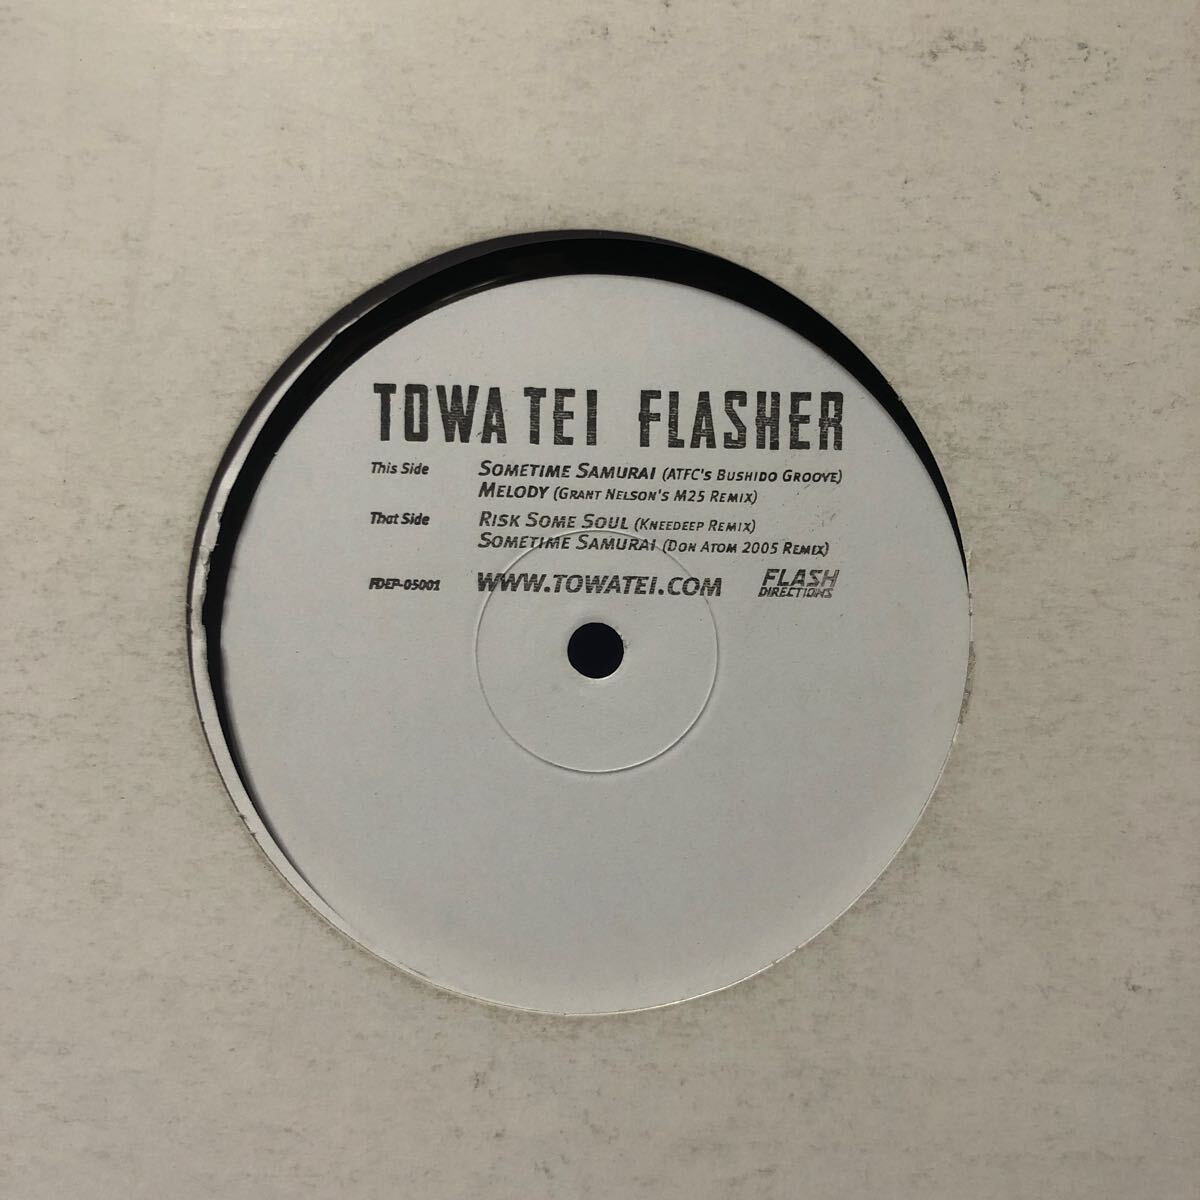 TOWA TEI FLASHER
This Side SOMETIME SAMURAI (ATFC'S BUSHIDO GROOVE)
MELODY (GRANT NELSON'S M25 REMIX)
That Side RISK SOME SOUL (KNEEDEEP REMIX)
SOMETIME SAMURAI (DON ATOM 2005 REMIX)
FDEP-05001 WWW.TOWATEI.COM FLASH
DIRECTIONS